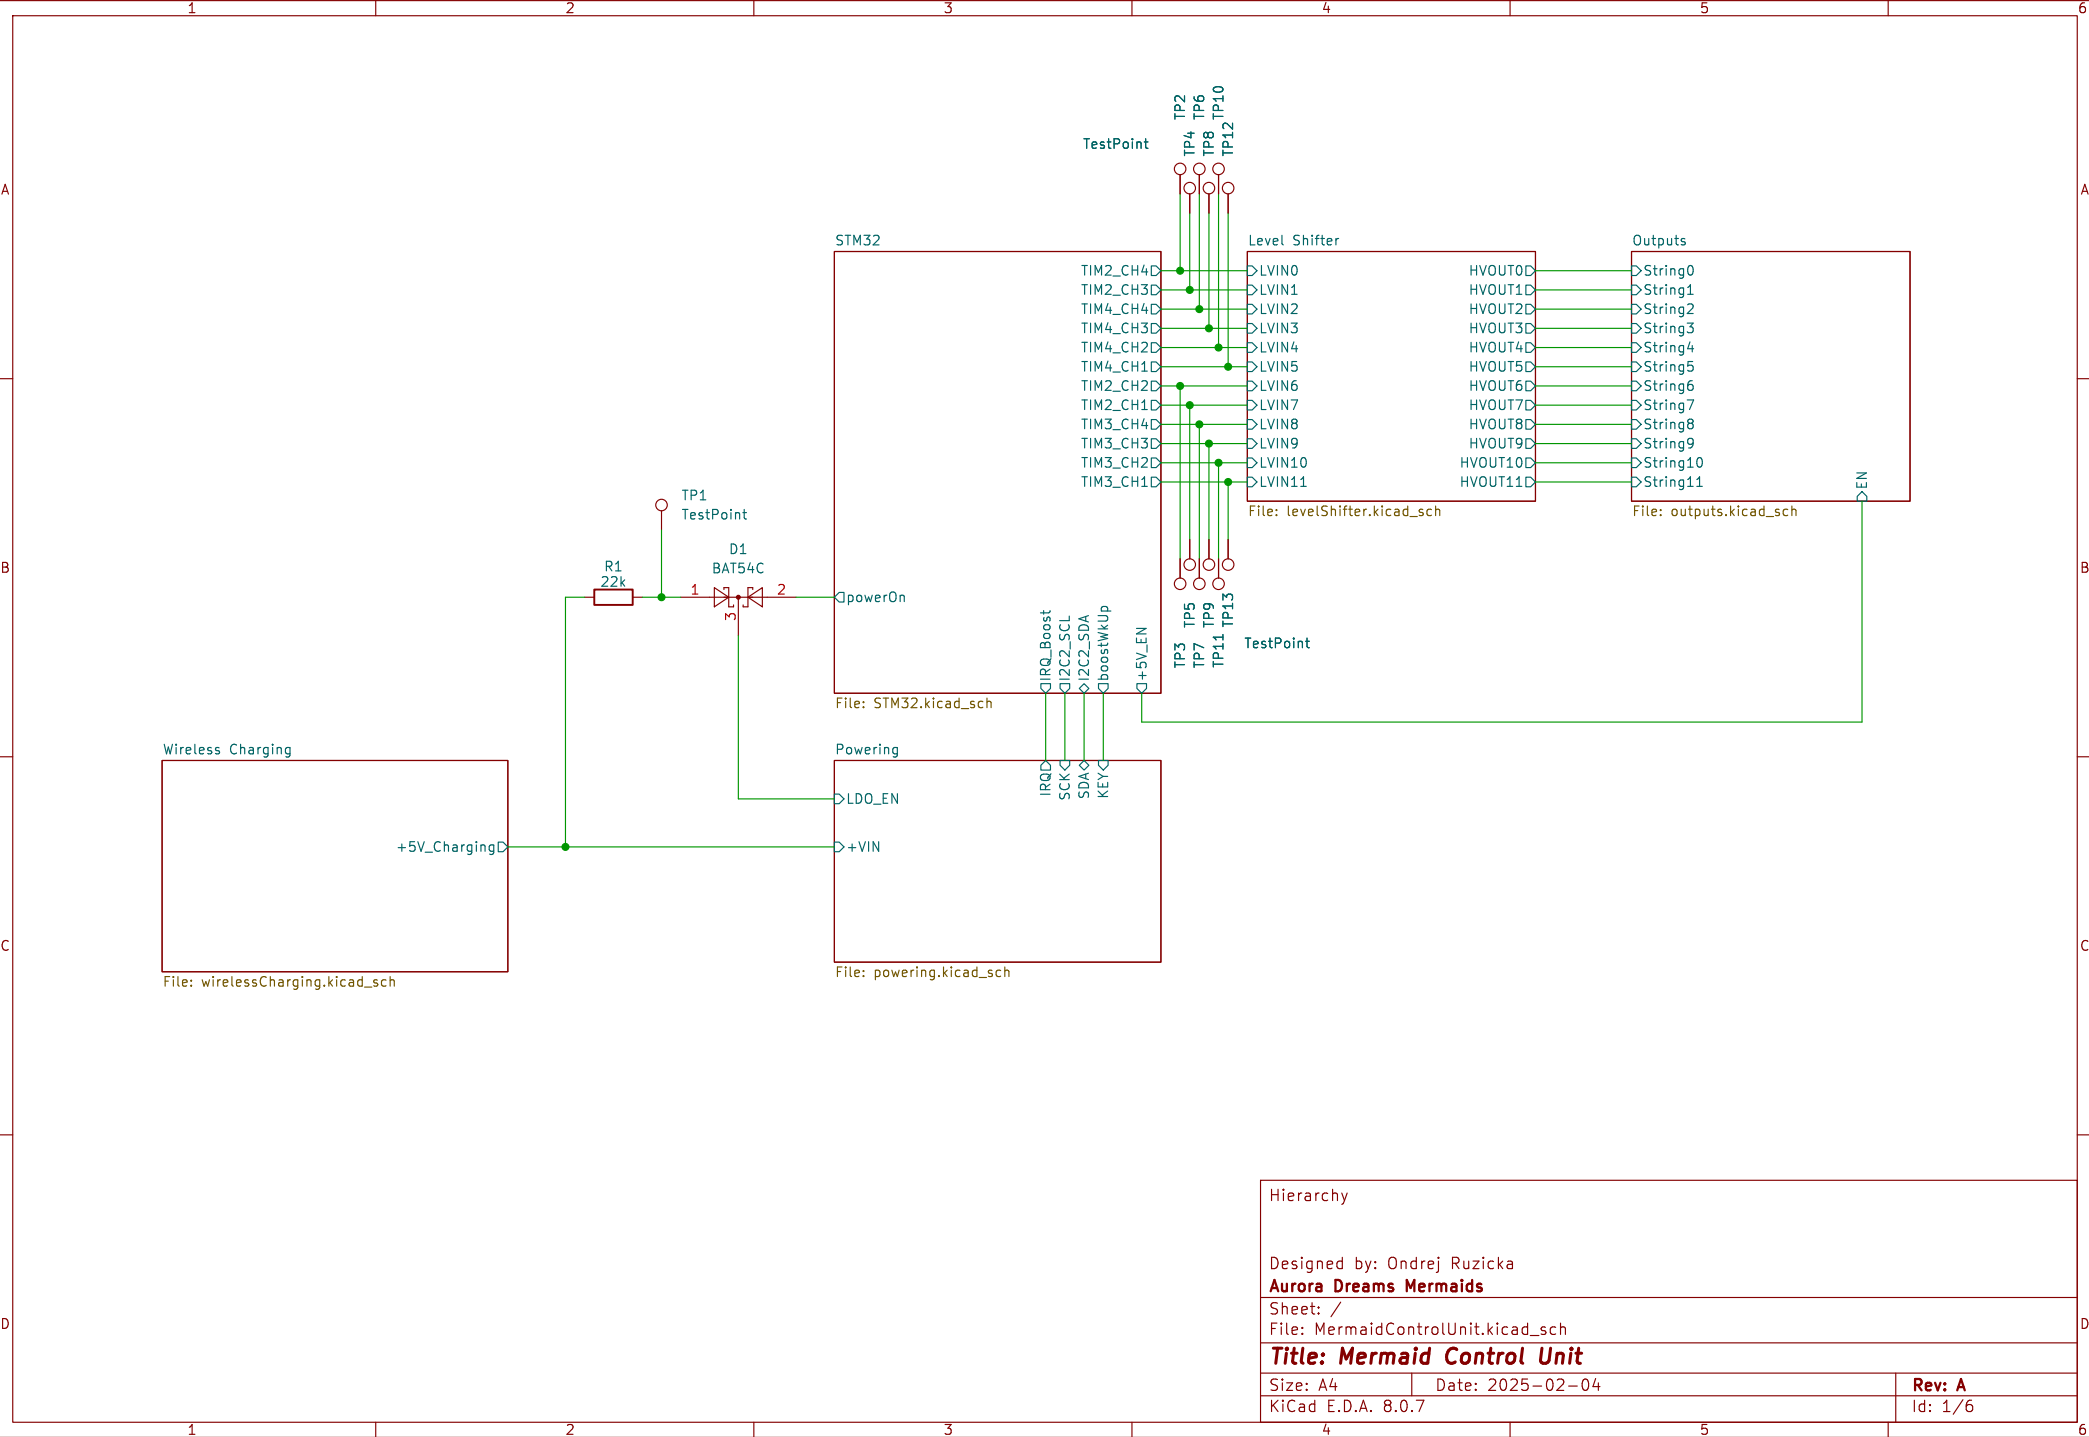 1 2 3 4 5 6
TP2 TP6 TP10
TP4 TP8 TP12
TestPoint
A A
STM32 Level Shifter Outputs
TIM2_CH4 LVIN0 HVOUT0 String0
TIM2_CH3 LVIN1 HVOUT1 String1
TIM4_CH4 LVIN2 HVOUT2 String2
TIM4_CH3 LVIN3 HVOUT3 String3
TIM4_CH2 LVIN4 HVOUT4 String4
TIM4_CH1 LVIN5 HVOUT5 String5
TIM2_CH2 LVIN6 HVOUT6 String6
TIM2_CH1 LVIN7 HVOUT7 String7
TIM3_CH4 LVIN8 HVOUT8 String8
TIM3_CH3 LVIN9 HVOUT9 String9
TIM3_CH2 LVIN10 HVOUT10 String10
TIM3_CH1 LVIN11 HVOUT11 String11
EN
File: levelShifter.kicad_sch File: outputs.kicad_sch
TP1
TestPoint
D1
BAT54C
B B
R1
22k
1 2
3
powerOn
TP5 TP9 TP13
TP3 TP7 TP11
TestPoint
IRQ_Boost
I2C2_SCL
I2C2_SDA
boostWkUp
+5V_EN
File: STM32.kicad_sch
Wireless Charging
Powering
IRQ
SCK
SDA
KEY
LDO_EN
+5V_Charging +VIN
C C
File: wirelessCharging.kicad_sch
File: powering.kicad_sch
Hierarchy
Designed by: Ondrej Ruzicka
Aurora Dreams Mermaids
Sheet: /
File: MermaidControlUnit.kicad_sch
D D
Title: Mermaid Control Unit
Size: A4 Date: 2025-02-04 Rev: A
KiCad E.D.A. 8.0.7 Id: 1/6
1 2 3 4 5 6